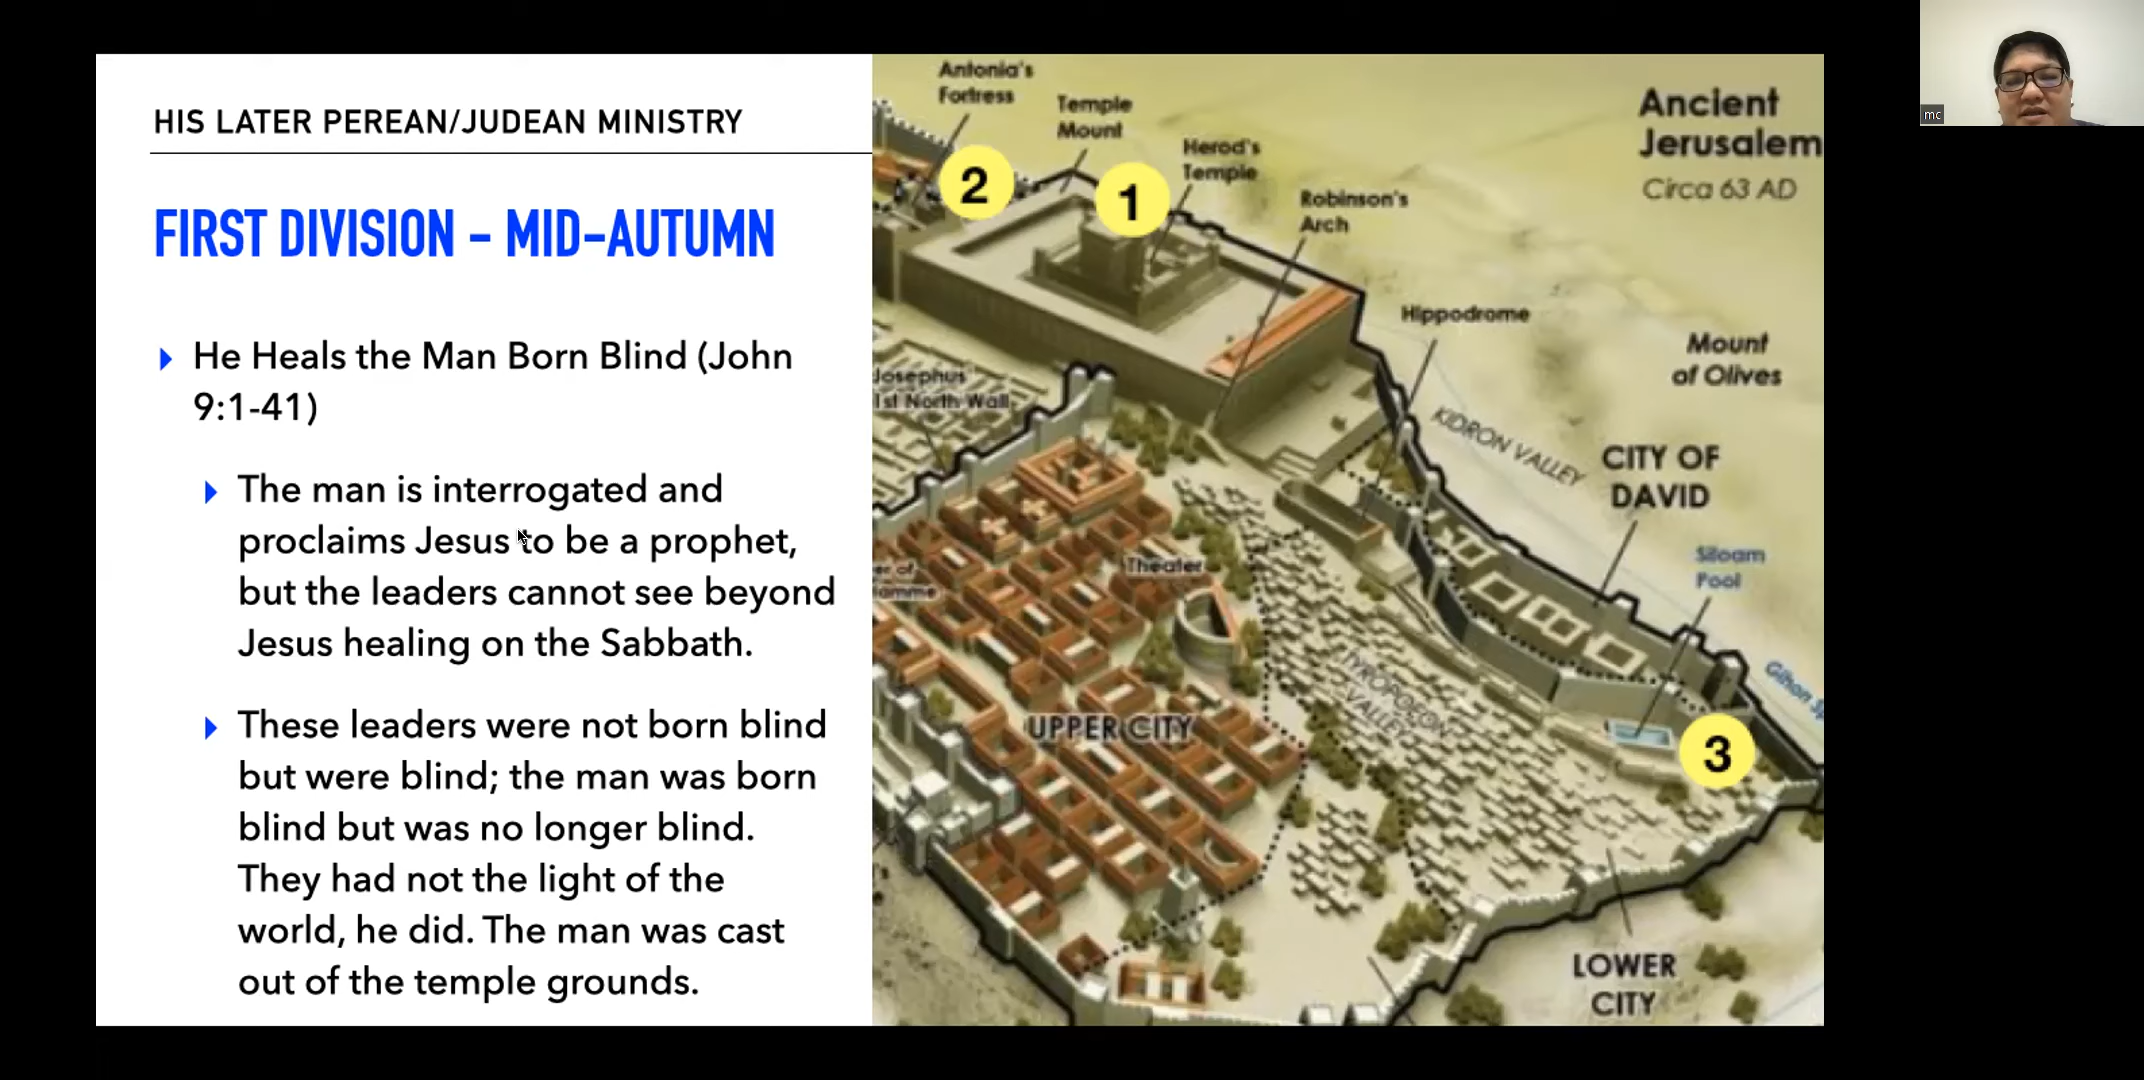 HIS LATER PEREAN/JUDEAN MINISTRY
FIRST DIVISION – MID-AUTUMN
He Heals the Man Born Blind (John
9:1-41)
The man is interrogated and
proclaims Jesus to be a prophet,
but the leaders cannot see beyond
Jesus healing on the Sabbath.
These leaders were not born blind
but were blind; the man was born
blind but was no longer blind.
They had not the light of the
world, he did. The man was cast
out of the temple grounds.
Antonia's
Fortress
Temple
Mount
Herod's
Temple
Robinson's
Arch
Ancient
Jerusalem
Circa 63 AD
2
1
Hippodrome
Mount
of Olives
Josephus
1st North Wall
KIDRON VALLEY
CITY OF
DAVID
Siloam
Pool
Theater
er of
amme
TYROPOEON
VALLEY
Gihon Sp
UPPER CITY
3
LOWER
CITY
mc